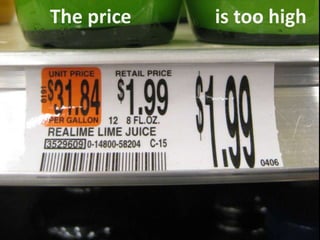 The price is too high
UNIT PRICE RETAIL PRICE
$31.84 $1.99 $1.99
PER GALLON 12 8 FL.OZ.
REALIME LIME JUICE
3529609 0-14800-58204 C-15
0406